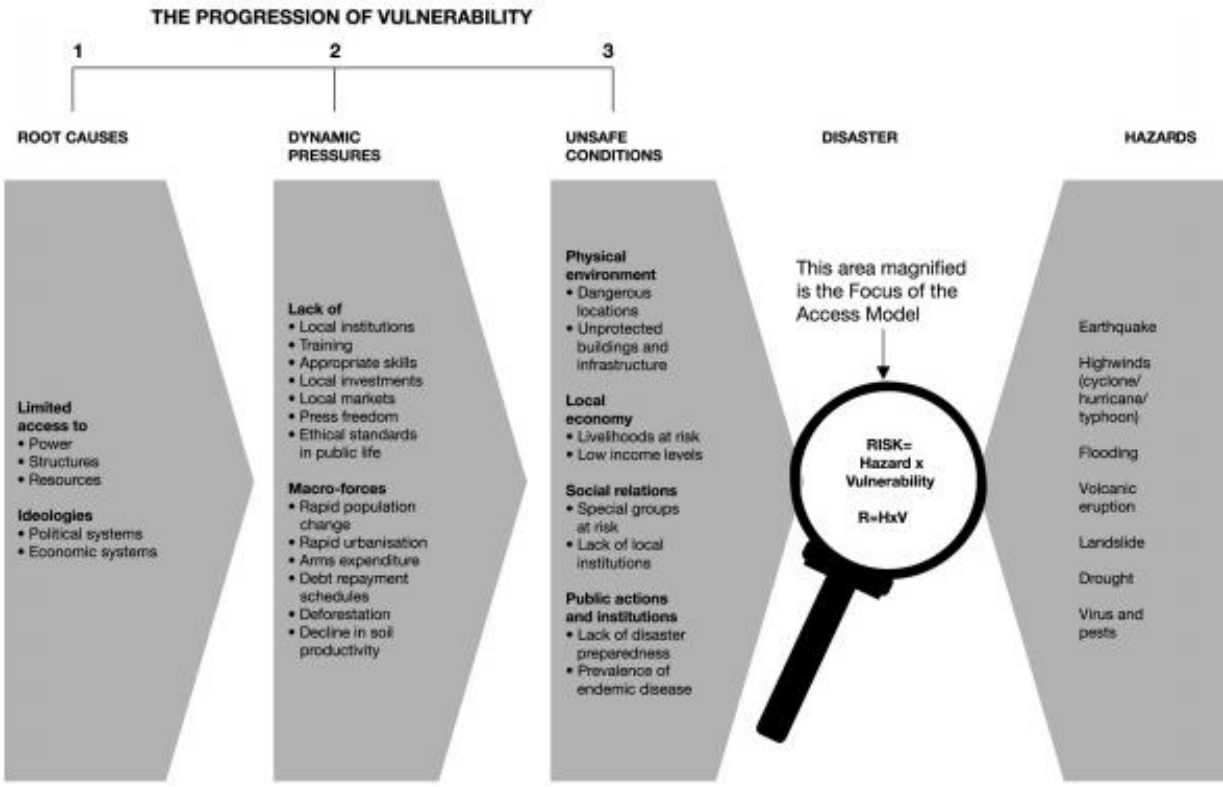 THE PROGRESSION OF VULNERABILITY
1
2
3
ROOT CAUSES
DYNAMIC
PRESSURES
UNSAFE
CONDITIONS
DISASTER
HAZARDS
Limited
access to
• Power
• Structures
• Resources
Ideologies
• Political systems
• Economic systems
Lack of
• Local institutions
• Training
• Appropriate skills
• Local investments
• Local markets
• Press freedom
• Ethical standards
in public life
Macro-forces
• Rapid population
change
• Rapid urbanisation
• Arms expenditure
• Debt repayment
schedules
• Deforestation
• Decline in soil
productivity
Physical
environment
• Dangerous
locations
• Unprotected
buildings and
infrastructure
Local
economy
• Livelihoods at risk
• Low income levels
Social relations
• Special groups
at risk
• Lack of local
institutions
Public actions
and institutions
• Lack of disaster
preparedness
• Prevalence of
endemic disease
This area magnified
is the Focus of the
Access Model
RISK=
Hazard x
Vulnerability
R=HxV
Earthquake
Highwinds
(cyclone/
hurricane/
typhoon)
Flooding
Volcanic
eruption
Landslide
Drought
Virus and
pests